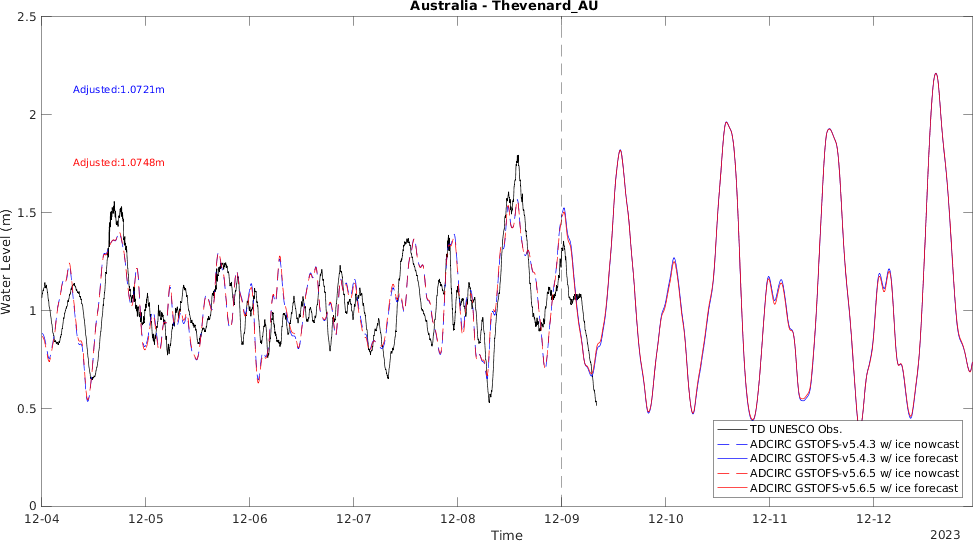 Australia - Thevenard_AU
2.5
Adjusted:1.0721m
2
Adjusted:1.0748m
1.5
Water Level (m)
1
0.5
TD UNESCO Obs.
ADCIRC GSTOFS-v5.4.3 w/ ice nowcast
ADCIRC GSTOFS-v5.4.3 w/ ice forecast
ADCIRC GSTOFS-v5.6.5 w/ ice nowcast
ADCIRC GSTOFS-v5.6.5 w/ ice forecast
0
12-04 12-05 12-06 12-07 12-08 12-09 12-10 12-11 12-12
Time
2023